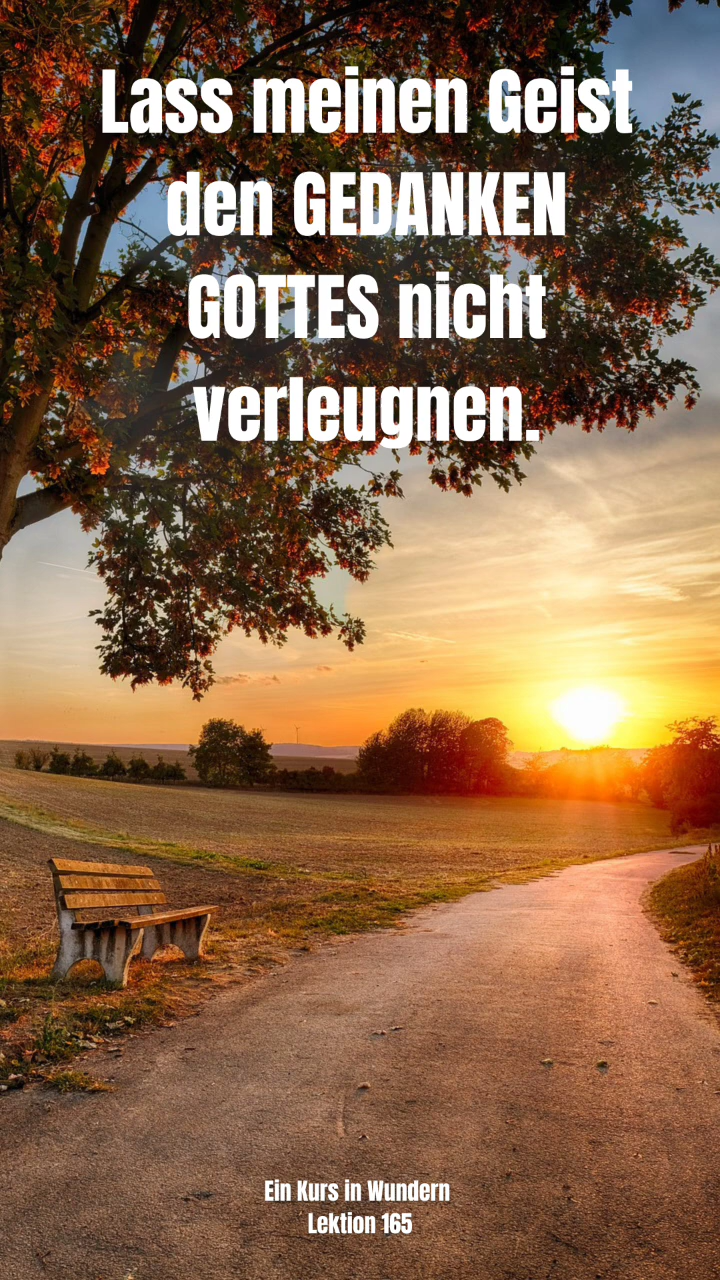 Lass meinen Geist
den GEDANKEN
GOTTES nicht
verleugnen.
Ein Kurs in Wundern
Lektion 165